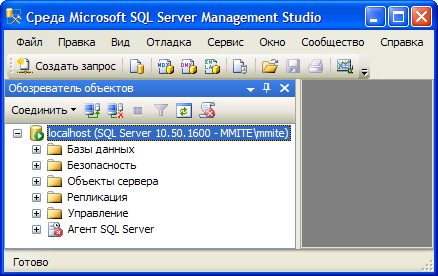 Среда Microsoft SQL Server Management Studio
Файл Правка Вид Отладка Сервис Окно Сообщество Справка
Создать запрос
Обозреватель объектов
Соединить
localhost (SQL Server 10.50.1600 - MMITE\mmite)
Базы данных
Безопасность
Объекты сервера
Репликация
Управление
Агент SQL Server
Готово